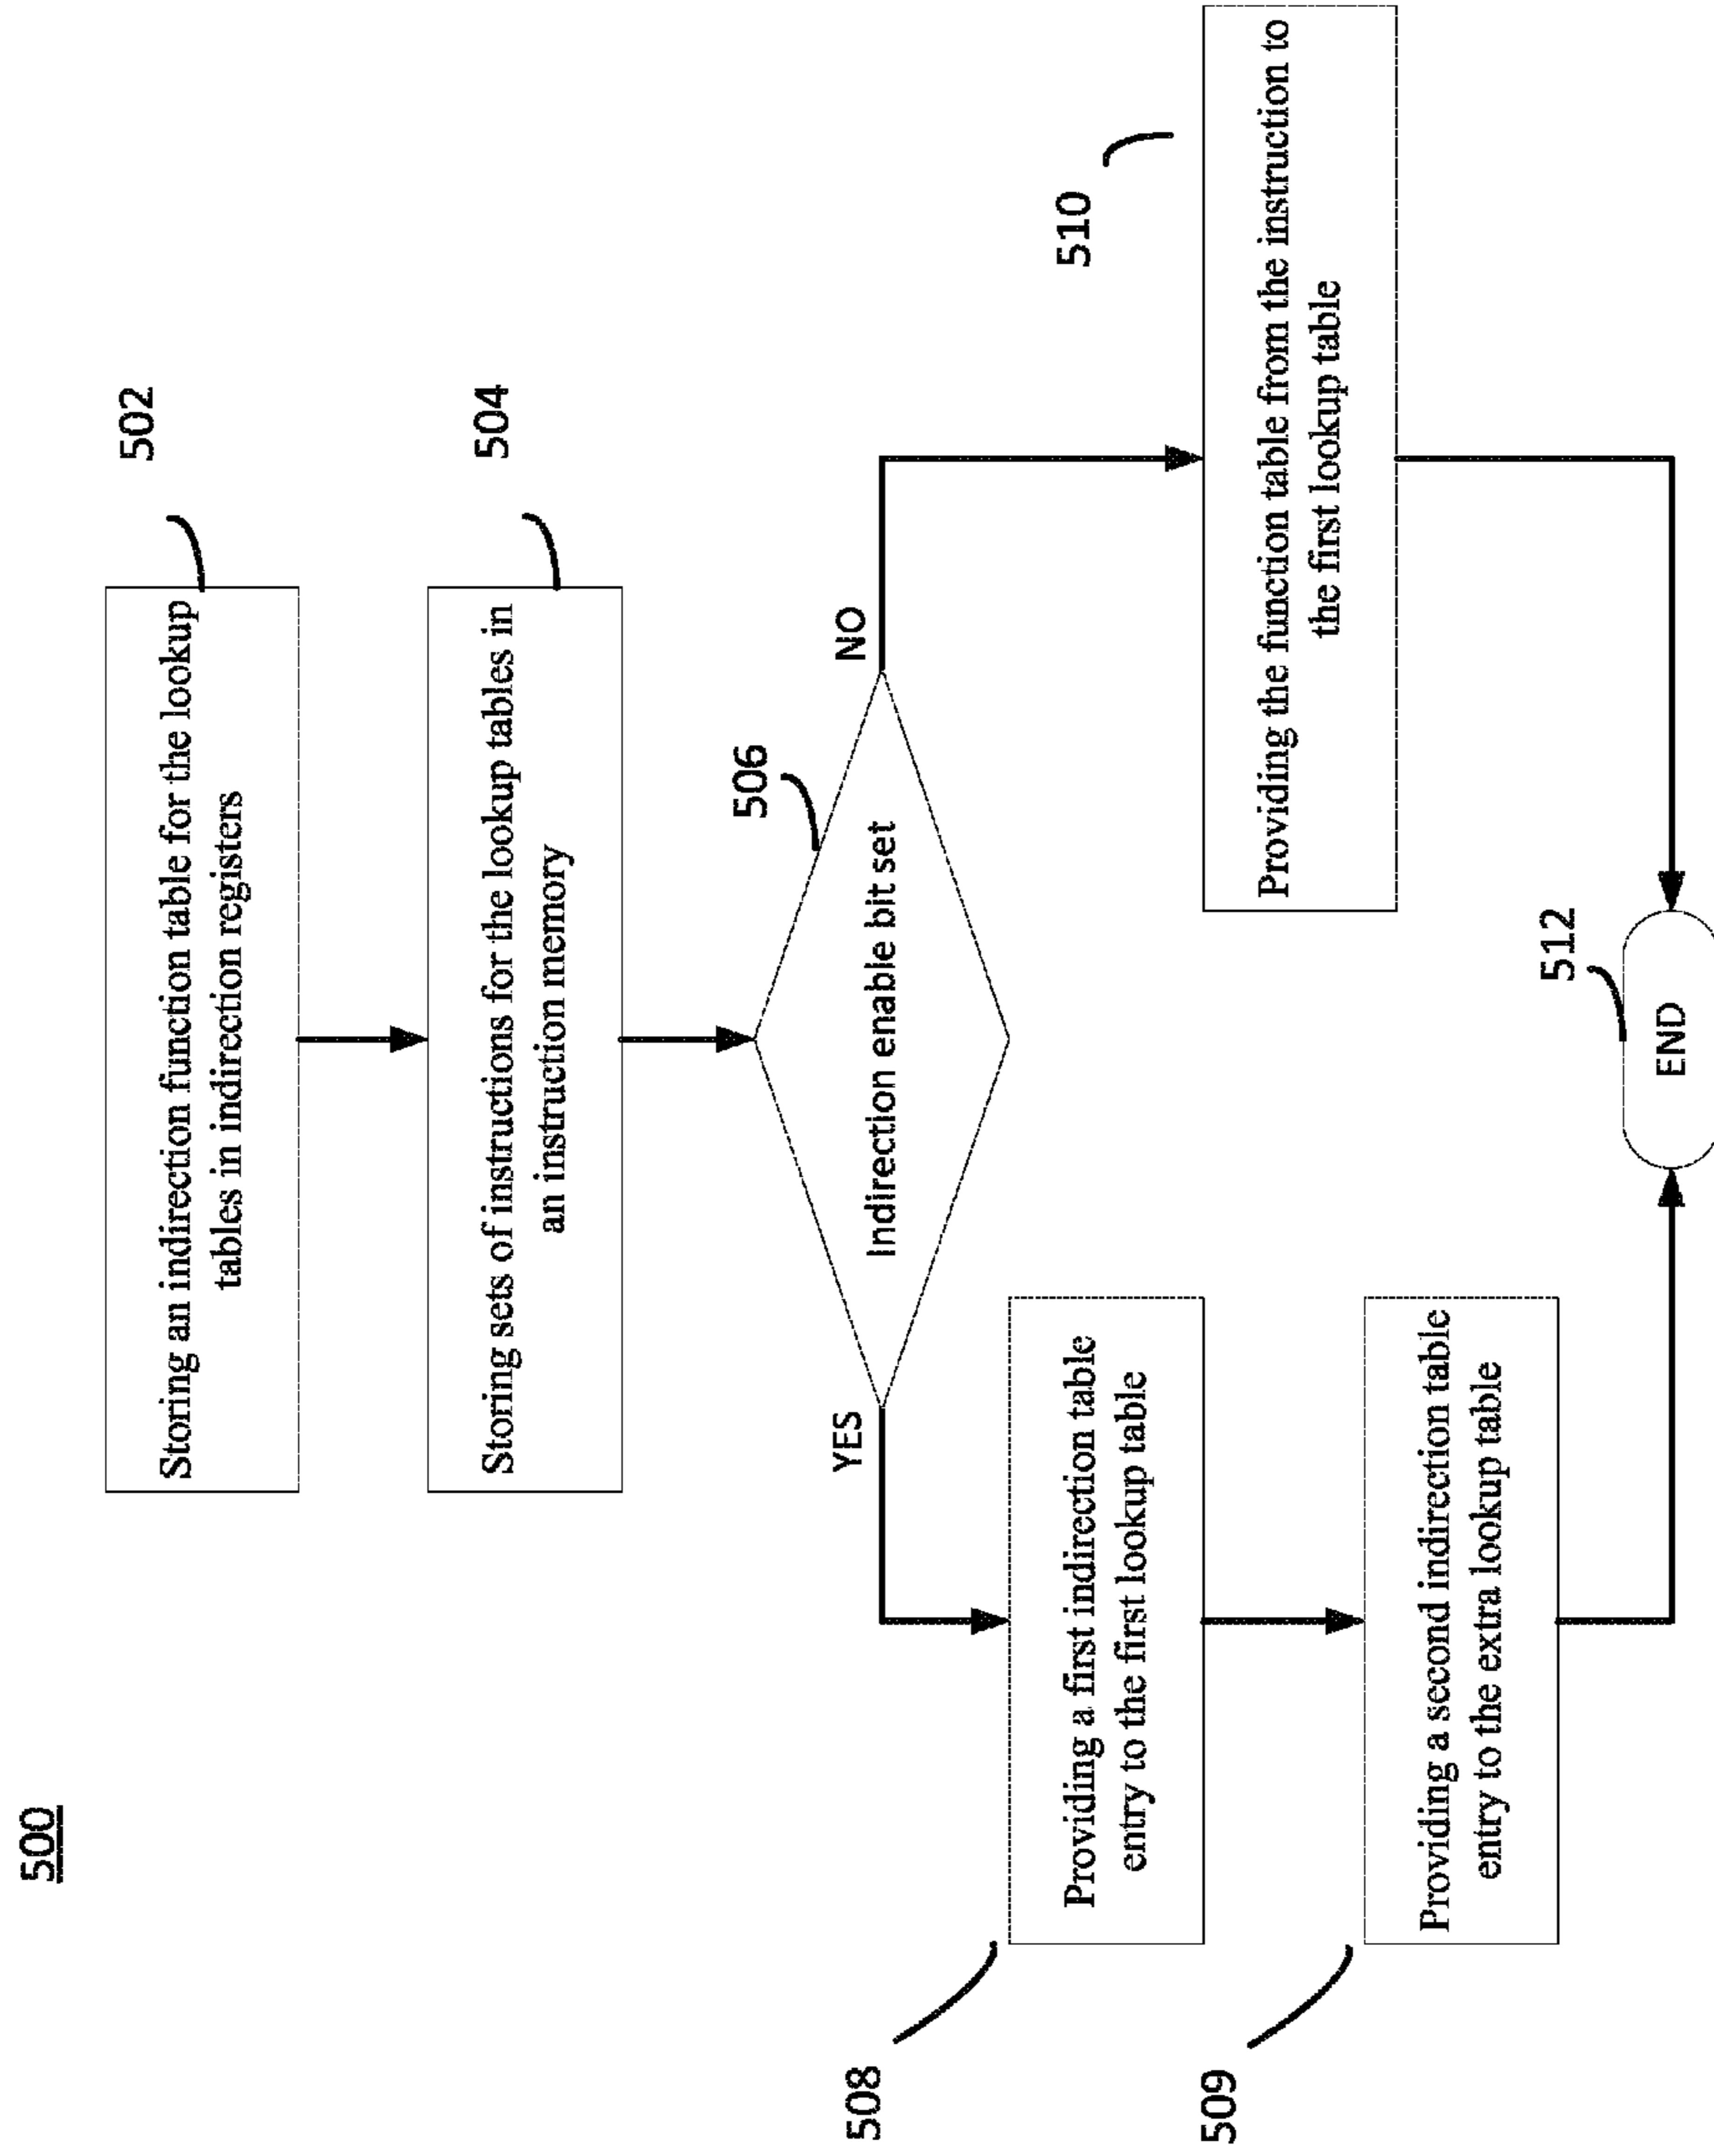 500
502
Storing an indirection function table for the lookup
tables in indirection registers
504
Storing sets of instructions for the lookup tables in
an instruction memory
506
Indirection enable bit set
YES
NO
508
Providing a first indirection table
entry to the first lookup table
509
Providing a second indirection table
entry to the extra lookup table
510
Providing the function table from the instruction to
the first lookup table
512
END